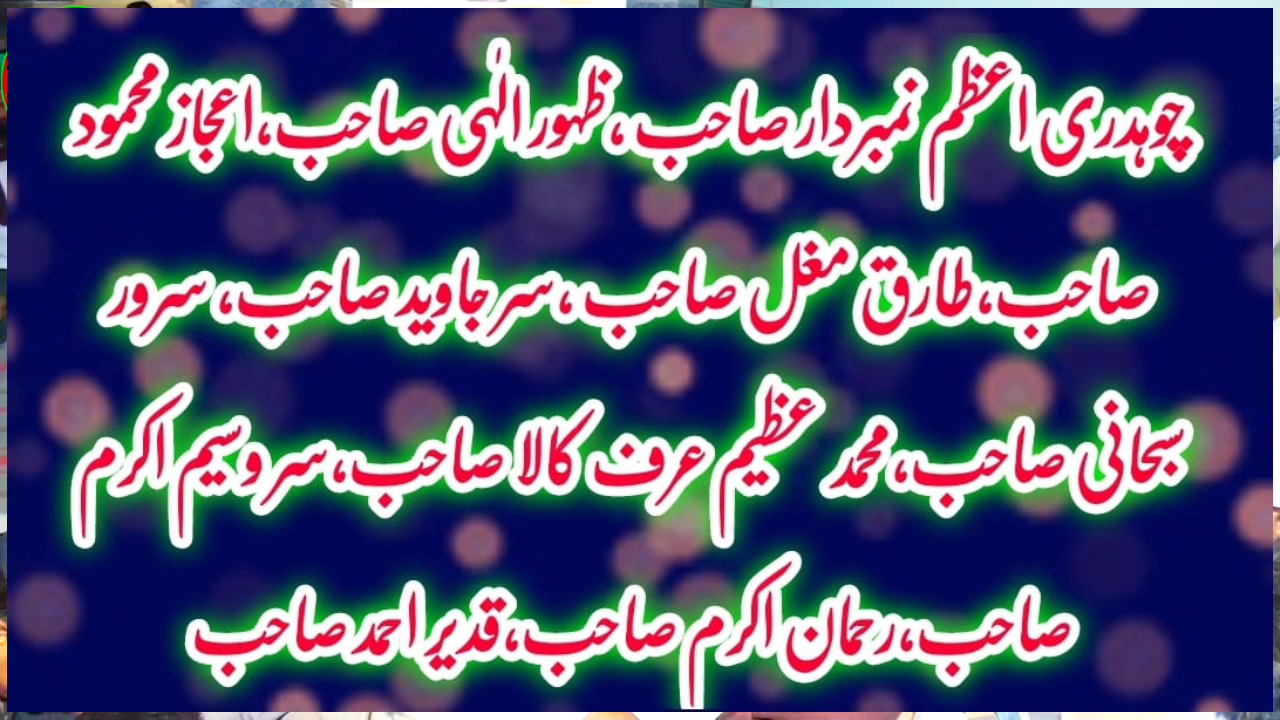 چوہدری اعظم نمبردار صاحب، ظہور الٰہی صاحب، اعجاز محمود
صاحب، طارق مغل صاحب، سر جاوید صاحب، سرور
سبحانی صاحب، محمد عظیم عرف کالا صاحب، سر وسیم اکرم
صاحب، رحمان اکرم صاحب، قدیر احمد صاحب